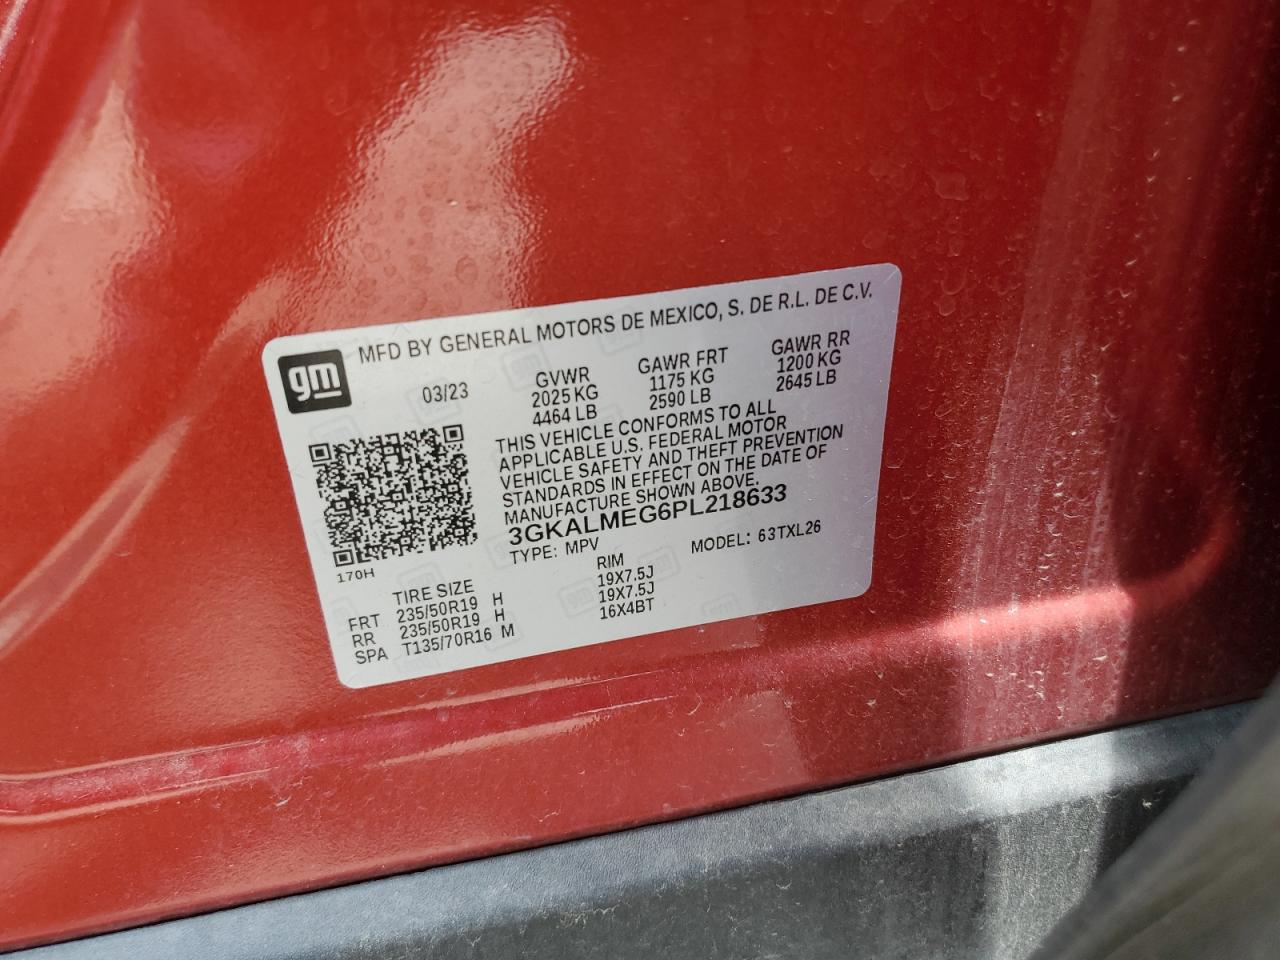 gm
MFD BY GENERAL MOTORS DE MEXICO, S. DE R.L. DE C.V.
03/23
GVWR
2025 KG
4464 LB
GAWR FRT
1175 KG
2590 LB
GAWR RR
1200 KG
2645 LB
THIS VEHICLE CONFORMS TO ALL
APPLICABLE U.S. FEDERAL MOTOR
VEHICLE SAFETY AND THEFT PREVENTION
STANDARDS IN EFFECT ON THE DATE OF
MANUFACTURE SHOWN ABOVE.
3GKALMEG6PL218633
TYPE: MPV MODEL: 63TXL26
170H
TIRE SIZE RIM
FRT 235/50R19 H 19X7.5J
RR 235/50R19 H 19X7.5J
SPA T135/70R16 M 16X4BT